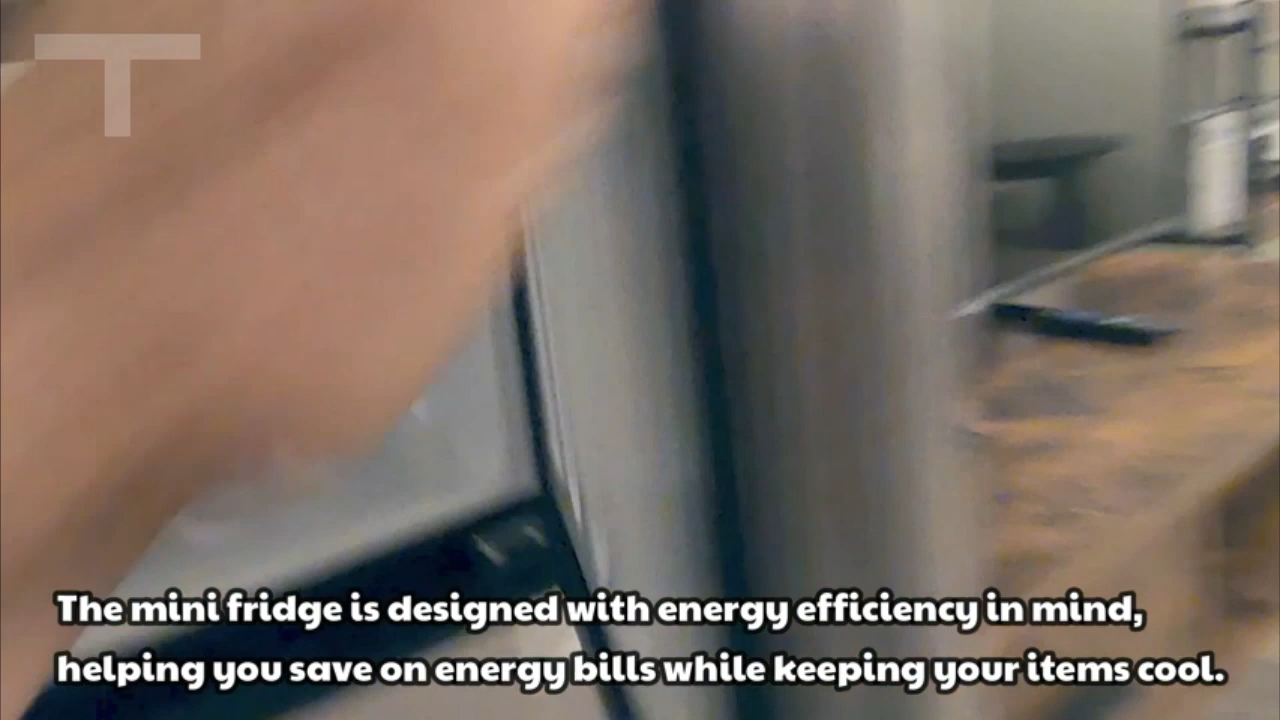 T
The mini fridge is designed with energy efficiency in mind,
helping you save on energy bills while keeping your items cool.